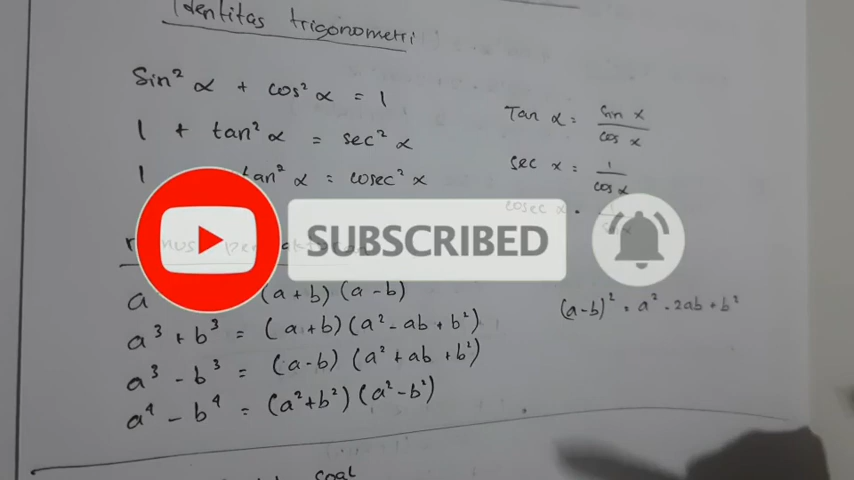 Identitas trigonometri
Sin² α + cos² α = 1
1 + tan² α = sec² α
1 tan² α = cosec² α
Tan α = sin x / cos x
sec x = 1 / cos x
cosec x =
SUBSCRIBED
a (a+b) (a-b)
a³ + b³ = (a+b) (a² - ab + b²)
a³ - b³ = (a-b) (a² + ab + b²)
a⁴ - b⁴ = (a²+b²) (a²-b²)
(a-b)² = a² - 2ab + b²
soal